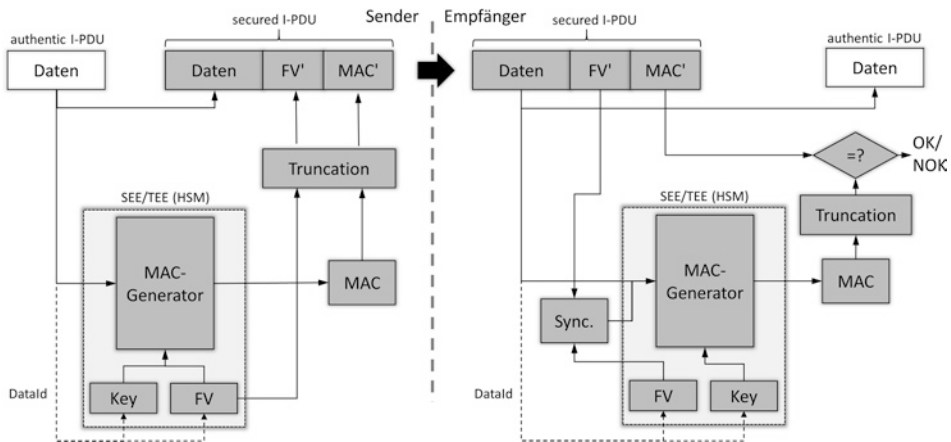 secured I-PDU
Sender
Empfänger
secured I-PDU
authentic I-PDU
authentic I-PDU
Daten
Daten
FV'
MAC'
Daten
FV'
MAC'
Daten
Truncation
=?
OK/
NOK
SEE/TEE (HSM)
SEE/TEE (HSM)
Truncation
MAC-
Generator
MAC
MAC-
Generator
MAC
Sync.
DataId
Key
FV
DataId
FV
Key